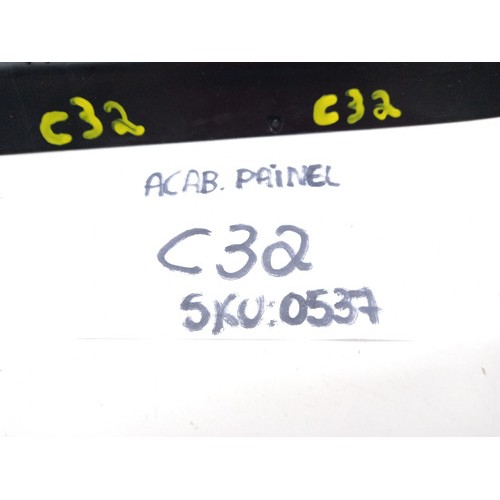 C32 C32
ACAB. PAINEL
C32
SKU: 0537